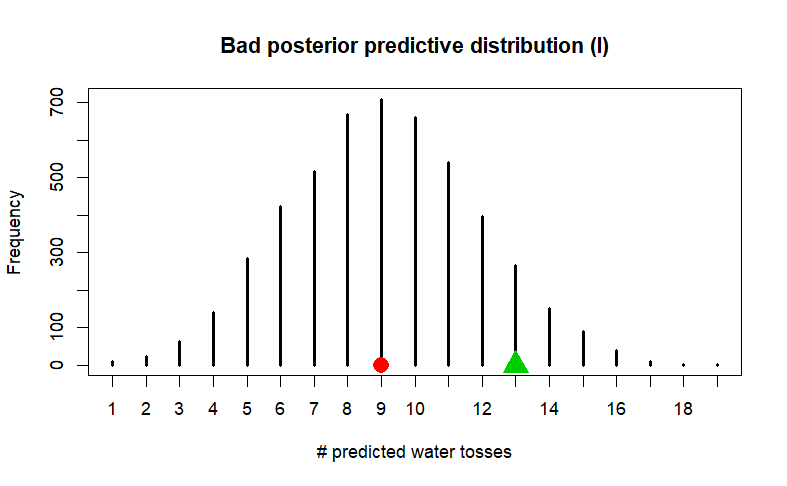 Bad posterior predictive distribution (I)
Frequency
700
500
300
100
0
1 2 3 4 5 6 7 8 9 10 12 14 16 18
# predicted water tosses